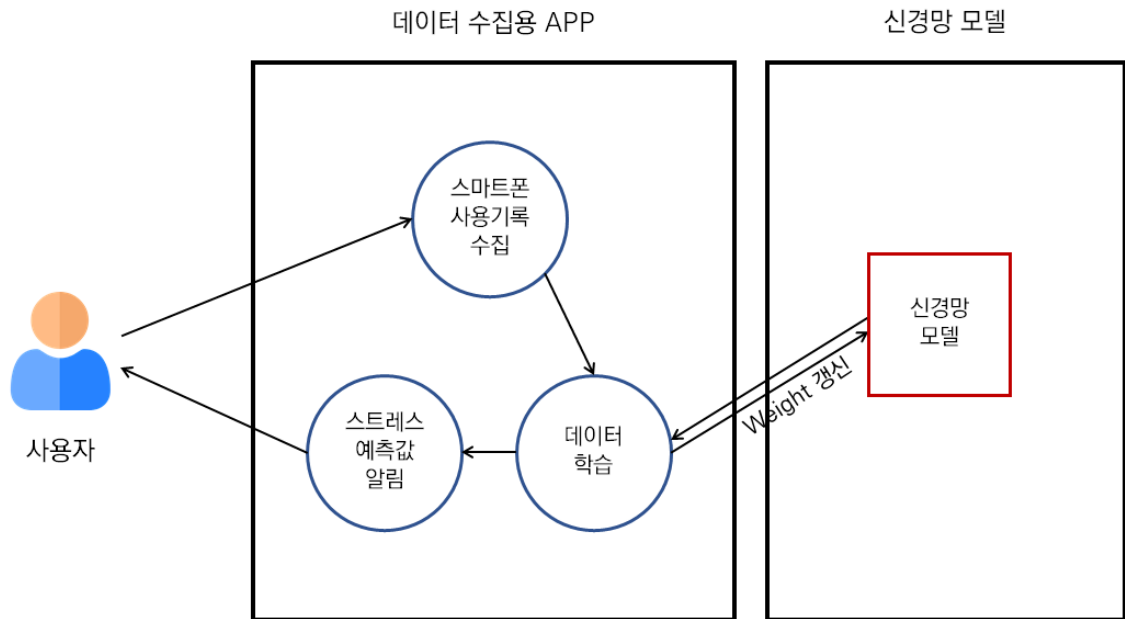 데이터 수집용 APP
신경망 모델
스마트폰
사용기록
수집
신경망
모델
Weight 갱신
스트레스
예측값
알림
데이터
학습
사용자